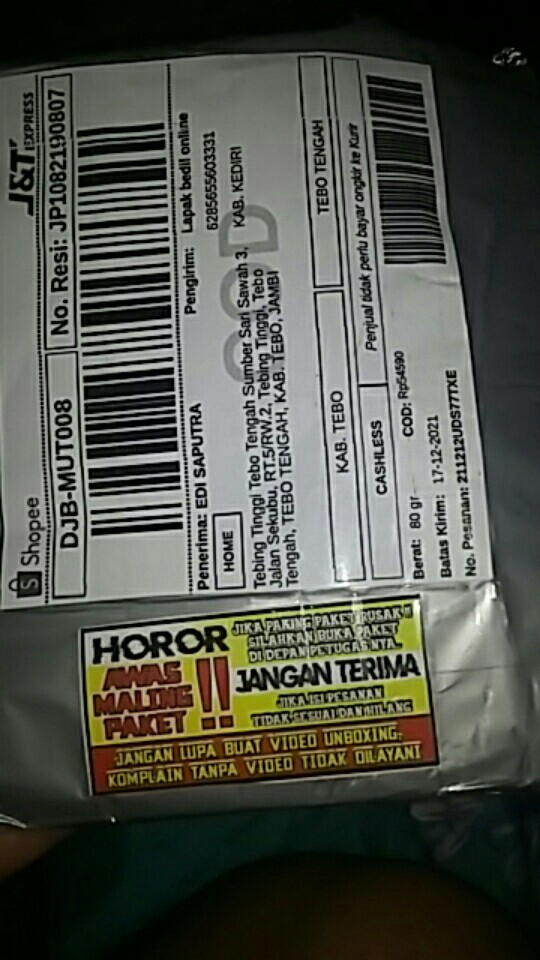 Shopee
J&T EXPRESS
DJB-MUT008
No. Resi: JP1082190807
Penerima: EDI SAPUTRA
Pengirim: Lapak bedil online
6285655603331
HOME
KAB. KEDIRI
COD
Tebing Tinggi Tebo Tengah Sumber Sari Sawah 3,
Jalan Sekubu, RT.5/RW.2, Tebing Tinggi, Tebo
Tengah, TEBO TENGAH, KAB. TEBO, JAMBI
KAB. TEBO
TEBO TENGAH
CASHLESS
Penjual tidak perlu bayar ongkir ke Kurir
Berat: 80 gr
COD: Rp54590
Batas Kirim: 17-12-2021
No. Pesanan: 211212UDS777XE
HOROR
AWAS
MALING
PAKET !!
JIKA PAKING PAKET RUSAK !!
SILAHKAN BUKA PAKET
DI DEPAN PETUGAS NYA.
JANGAN TERIMA
JIKA ISI PESANAN
TIDAK SESUAI DAN HILANG
JANGAN LUPA BUAT VIDEO UNBOXING,
KOMPLAIN TANPA VIDEO TIDAK DILAYANI